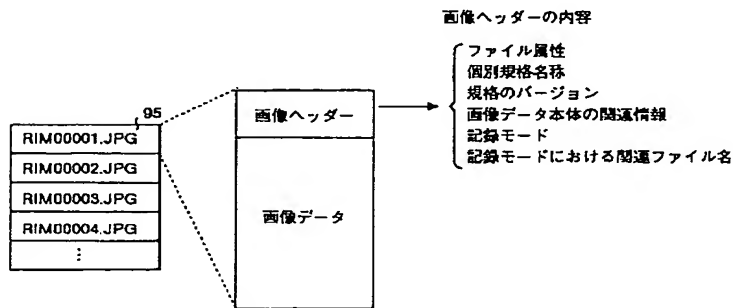 画像ヘッダーの内容
ファイル属性
個別規格名称
規格のバージョン
画像データ本体の関連情報
記録モード
記録モードにおける関連ファイル名
95
画像ヘッダー
RIM00001.JPG
RIM00002.JPG
RIM00003.JPG
RIM00004.JPG
⋮
画像データ